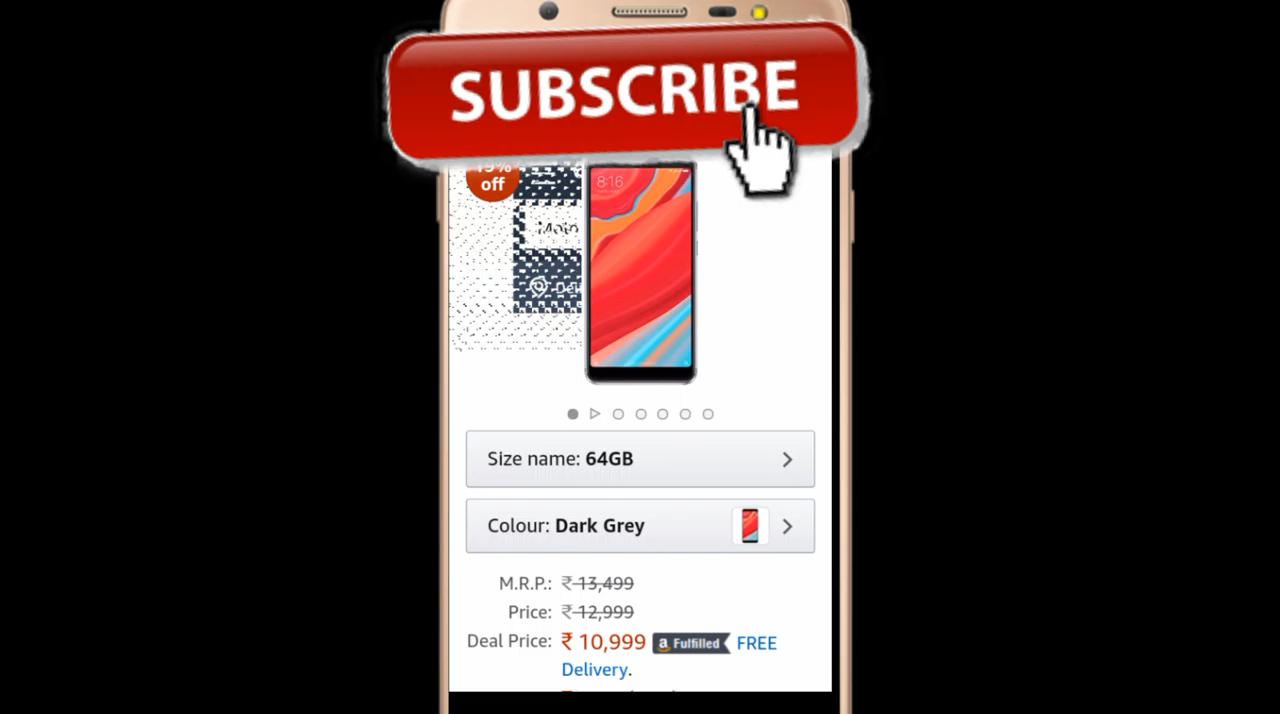 SUBSCRIBE
off
8:16
Size name: 64GB
Colour: Dark Grey
M.R.P.: ₹ 13,499
Price: ₹ 12,999
Deal Price: ₹ 10,999 a Fulfilled FREE
Delivery.